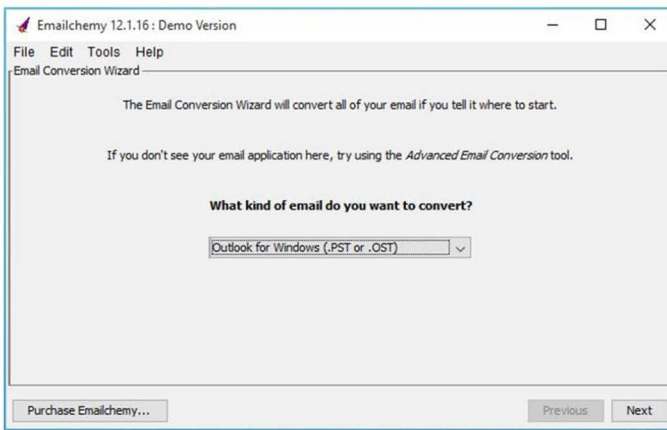 Emailchemy 12.1.16 : Demo Version
File Edit Tools Help
Email Conversion Wizard
The Email Conversion Wizard will convert all of your email if you tell it where to start.
If you don't see your email application here, try using the Advanced Email Conversion tool.
What kind of email do you want to convert?
Outlook for Windows (.PST or .OST)
Purchase Emailchemy... Previous Next